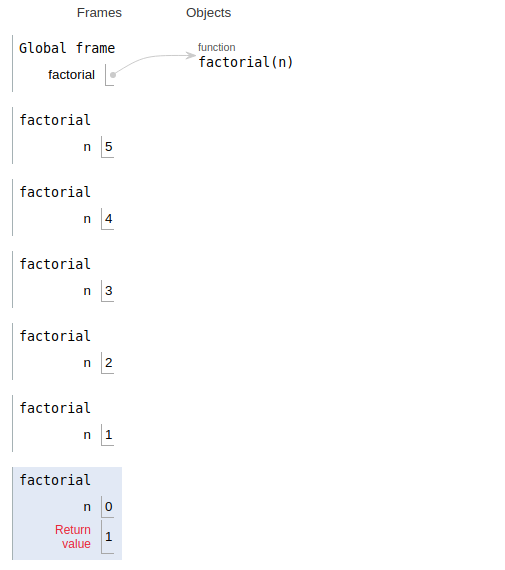 Frames Objects
Global frame
factorial
function
factorial(n)
factorial
n 5
factorial
n 4
factorial
n 3
factorial
n 2
factorial
n 1
factorial
n 0
Return
value 1